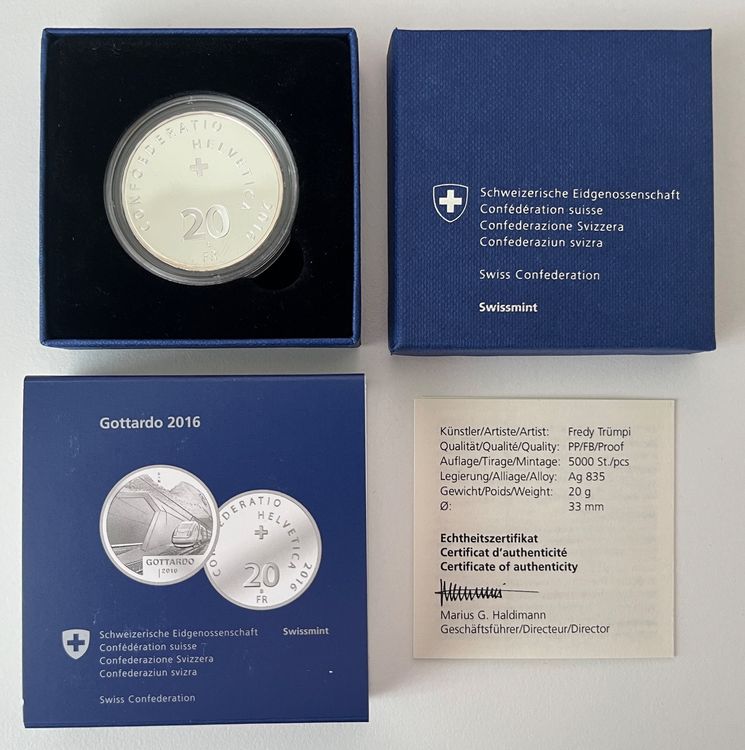 CONFOEDERATIO
HELVETICA 2016
20
B
FR
Schweizerische Eidgenossenschaft
Confédération suisse
Confederazione Svizzera
Confederaziun svizra
Swiss Confederation
Swissmint
Gottardo 2016
GOTTARDO
2016
CONFOEDERATIO
HELVETICA 2016
20
B
FR
Schweizerische Eidgenossenschaft Swissmint
Confédération suisse
Confederazione Svizzera
Confederaziun svizra
Swiss Confederation
Künstler/Artiste/Artist: Fredy Trümpi
Qualität/Qualité/Quality: PP/FB/Proof
Auflage/Tirage/Mintage: 5000 St./pcs
Legierung/Alliage/Alloy: Ag 835
Gewicht/Poids/Weight: 20 g
Ø: 33 mm
Echtheitszertifikat
Certificat d'authenticité
Certificate of authenticity
Marius G. Haldimann
Geschäftsführer/Directeur/Director